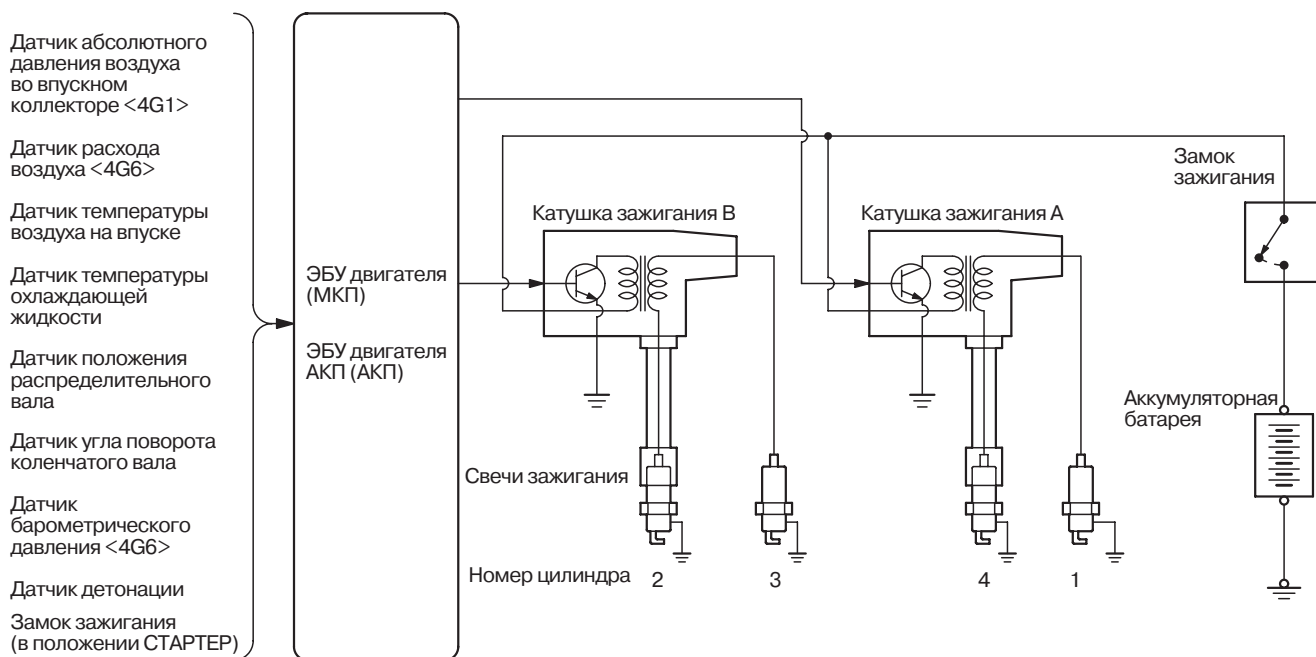 Датчик абсолютного
давления воздуха
во впускном
коллекторе <4G1>
Датчик расхода
воздуха <4G6>
Датчик температуры
воздуха на впуске
Датчик температуры
охлаждающей
жидкости
Датчик положения
распределительного
вала
Датчик угла поворота
коленчатого вала
Датчик
барометрического
давления <4G6>
Датчик детонации
Замок зажигания
(в положении СТАРТЕР)
ЭБУ двигателя
(МКП)
ЭБУ двигателя
АКП (АКП)
Катушка зажигания B
Катушка зажигания A
Замок
зажигания
Аккумуляторная
батарея
Свечи зажигания
Номер цилиндра 2 3 4 1